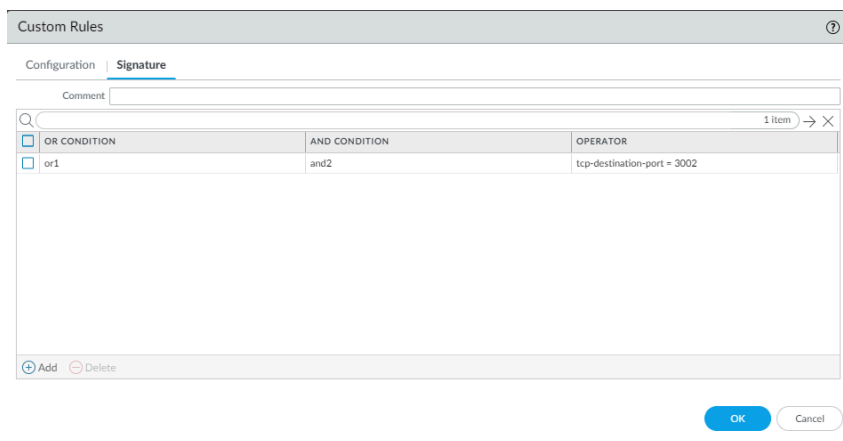 Custom Rules
Configuration | Signature
Comment
1 item
OR CONDITION AND CONDITION OPERATOR
or1 and2 tcp-destination-port = 3002
Add Delete
OK Cancel